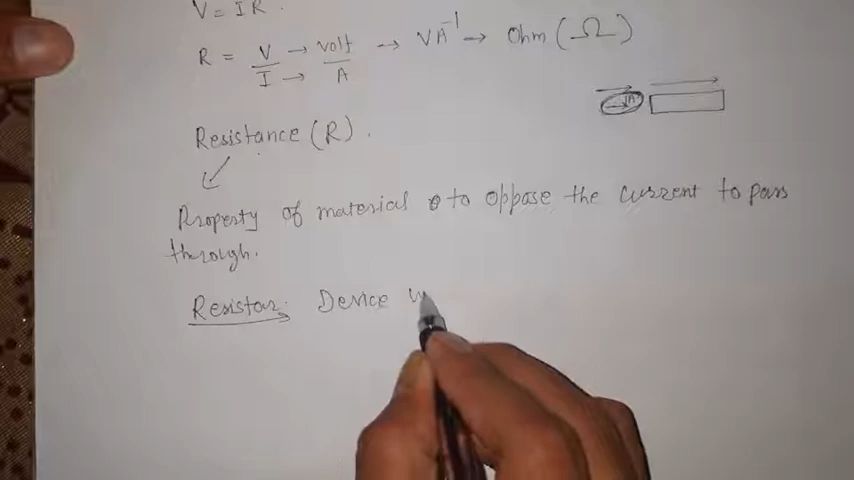 V = IR.
R = V/I → volt/A → VA⁻¹ → Ohm (Ω)
Resistance (R).
Property of material to oppose the current to pass
through.
Resistor. Device w